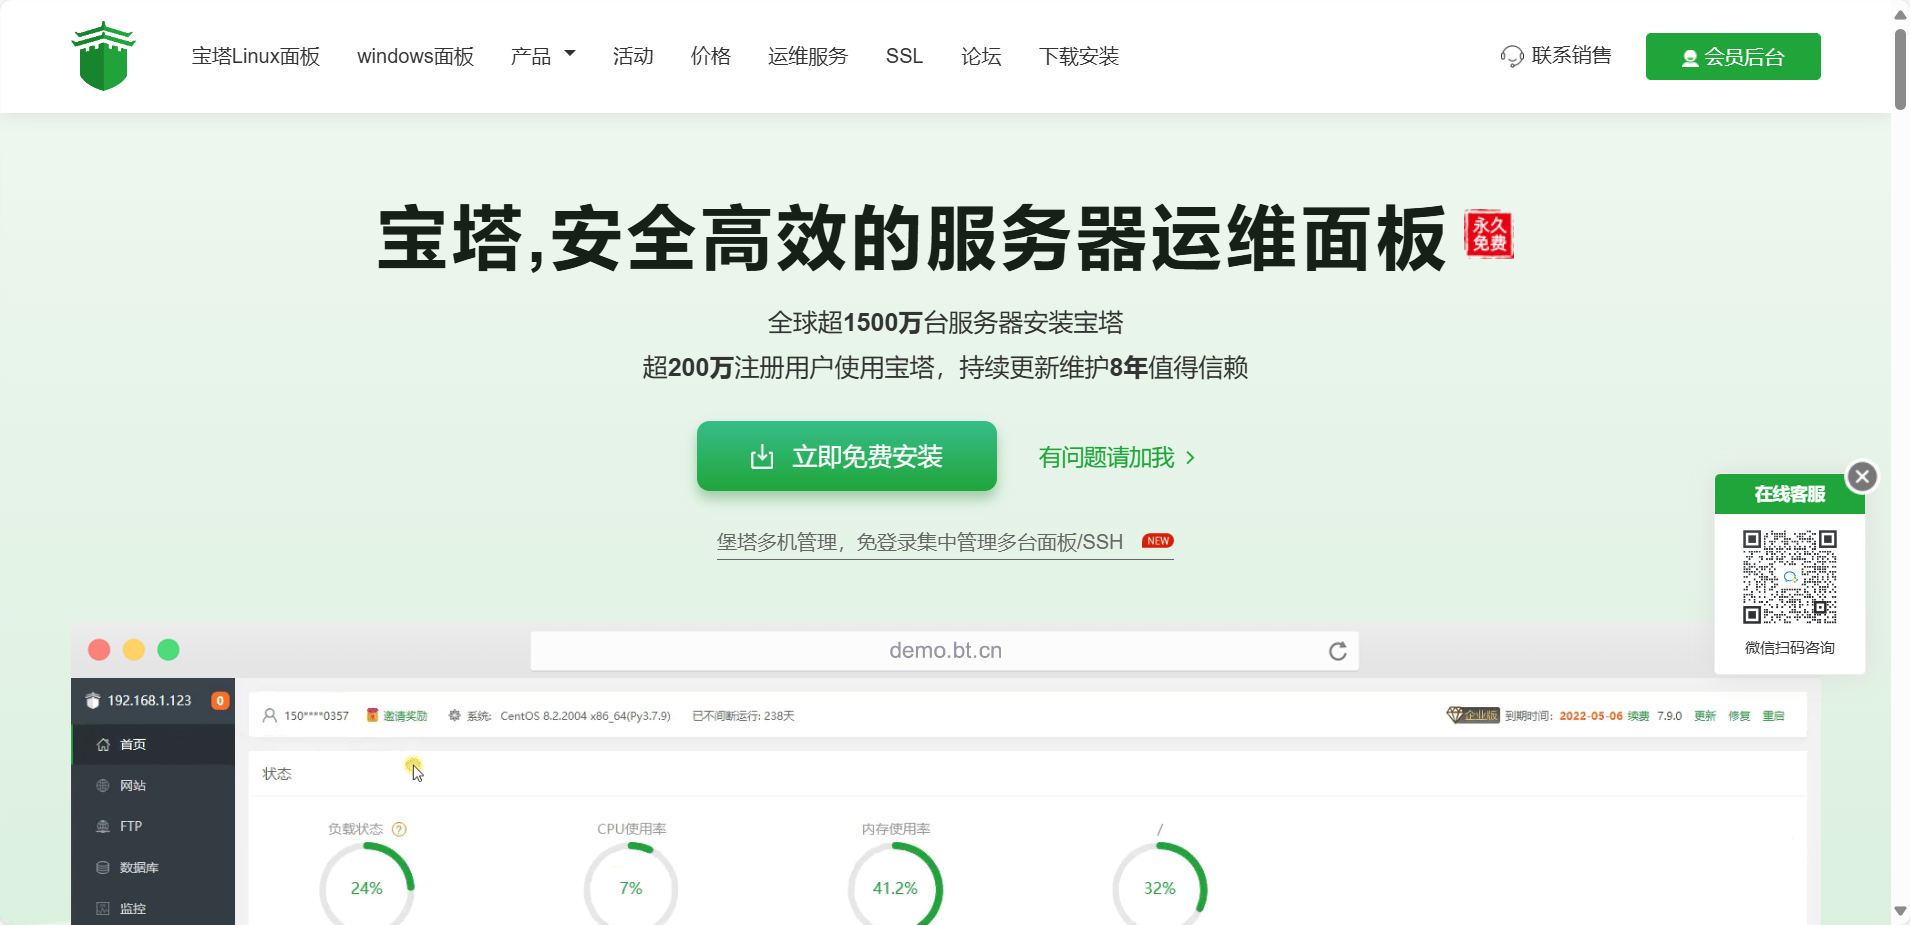 宝塔Linux面板 windows面板 产品 活动 价格 运维服务 SSL 论坛 下载安装 联系销售 会员后台
宝塔,安全高效的服务器运维面板 永久免费
全球超1500万台服务器安装宝塔
超200万注册用户使用宝塔，持续更新维护8年值得信赖
立即免费安装 有问题请加我
堡塔多机管理，免登录集中管理多台面板/SSH NEW
在线客服
微信扫码咨询
demo.bt.cn
192.168.1.123 0
150****0357 邀请奖励 系统: CentOS 8.2.2004 x86_64(Py3.7.9) 已不间断运行: 238天 企业版 到期时间: 2022-05-06 续费 7.9.0 更新 修复 重启
首页
网站
FTP
数据库
监控
状态
负载状态 ? CPU使用率 内存使用率 /
24% 7% 41.2% 32%